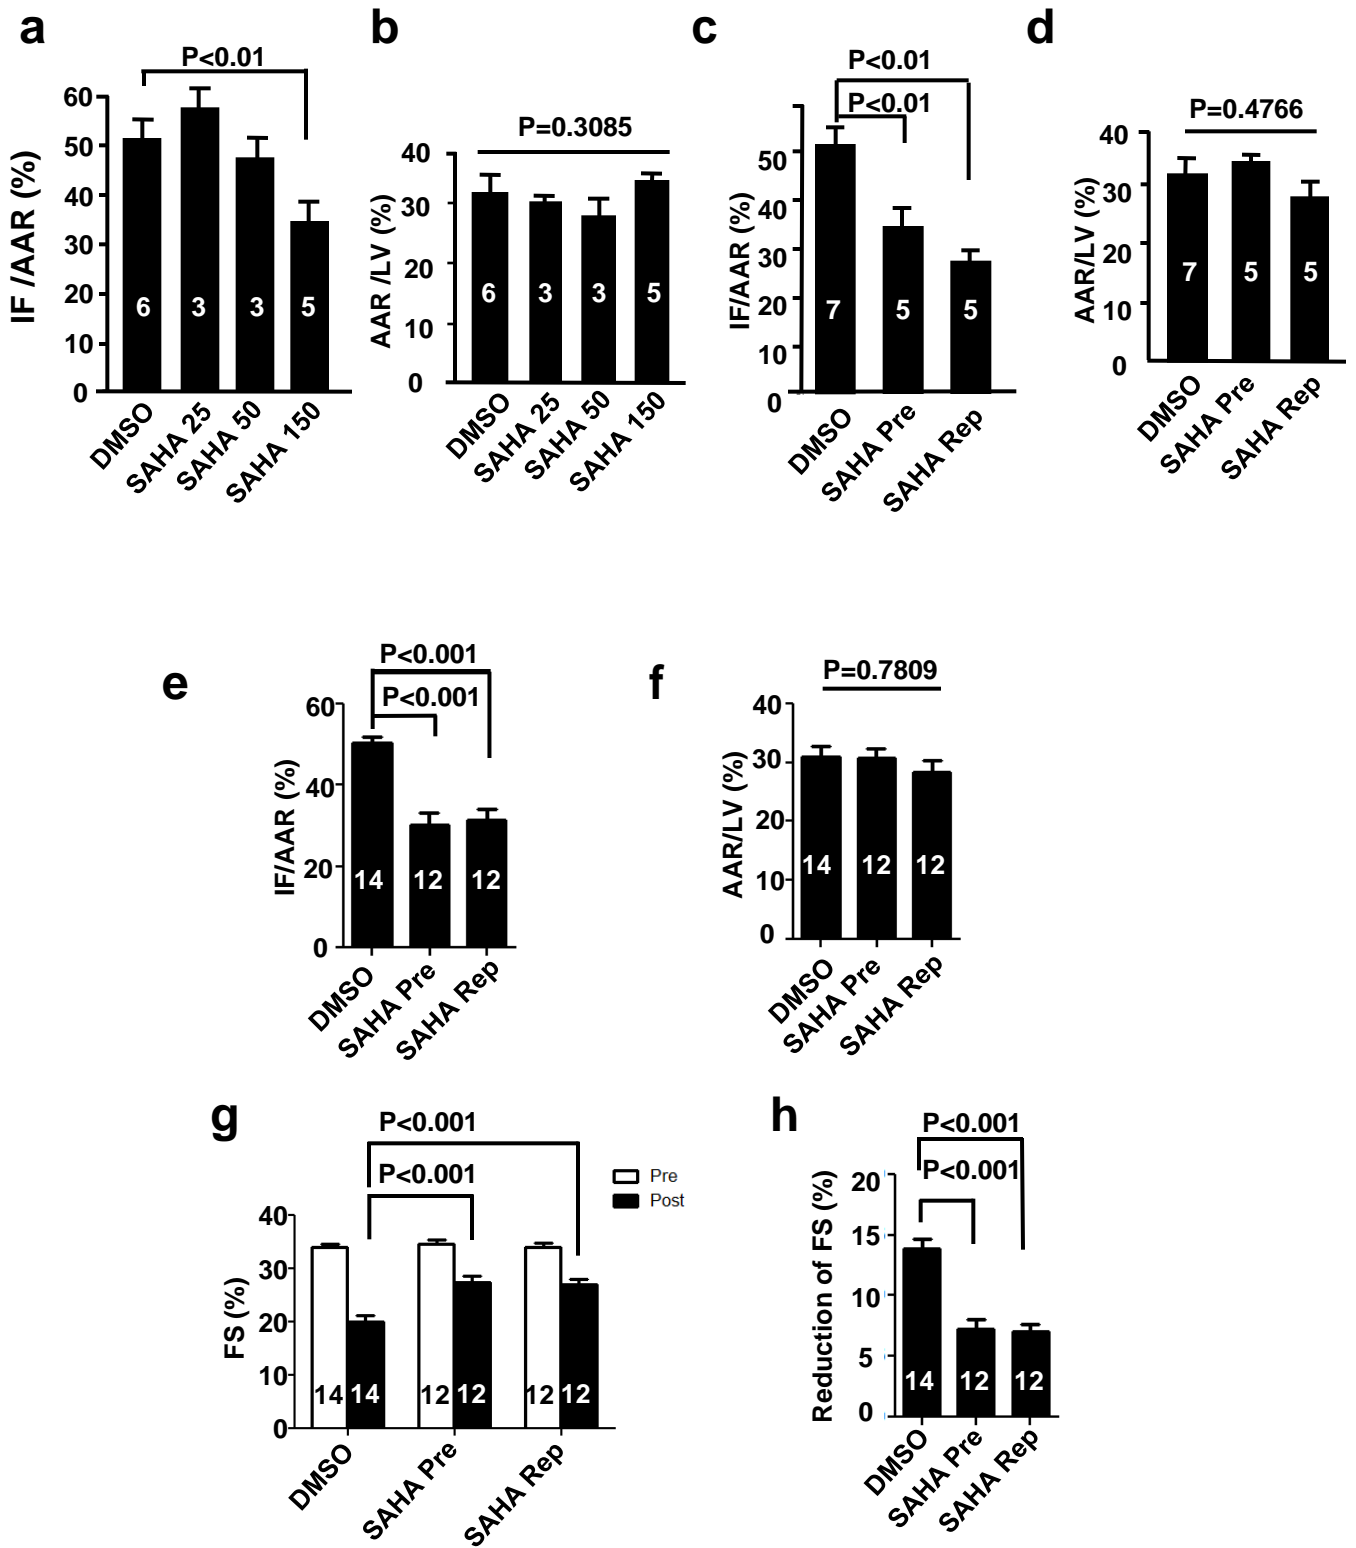 a
P<0.01
IF /AAR (%)
60
50
40
30
20
10
0
6
3
3
5
DMSO
SAHA 25
SAHA 50
SAHA 150
b
P=0.3085
AAR /LV (%)
40
30
20
10
0
6
3
3
5
DMSO
SAHA 25
SAHA 50
SAHA 150
c
P<0.01
P<0.01
IF/AAR (%)
50
40
30
20
10
0
7
5
5
DMSO
SAHA Pre
SAHA Rep
d
P=0.4766
AAR/LV (%)
40
30
20
10
0
7
5
5
DMSO
SAHA Pre
SAHA Rep
e
P<0.001
P<0.001
IF/AAR (%)
60
40
20
0
14
12
12
DMSO
SAHA Pre
SAHA Rep
f
P=0.7809
AAR/LV (%)
40
30
20
10
0
14
12
12
DMSO
SAHA Pre
SAHA Rep
g
P<0.001
P<0.001
Pre
Post
FS (%)
40
30
20
10
0
14
14
12
12
12
12
DMSO
SAHA Pre
SAHA Rep
h
P<0.001
P<0.001
Reduction of FS (%)
20
15
10
5
0
14
12
12
DMSO
SAHA Pre
SAHA Rep